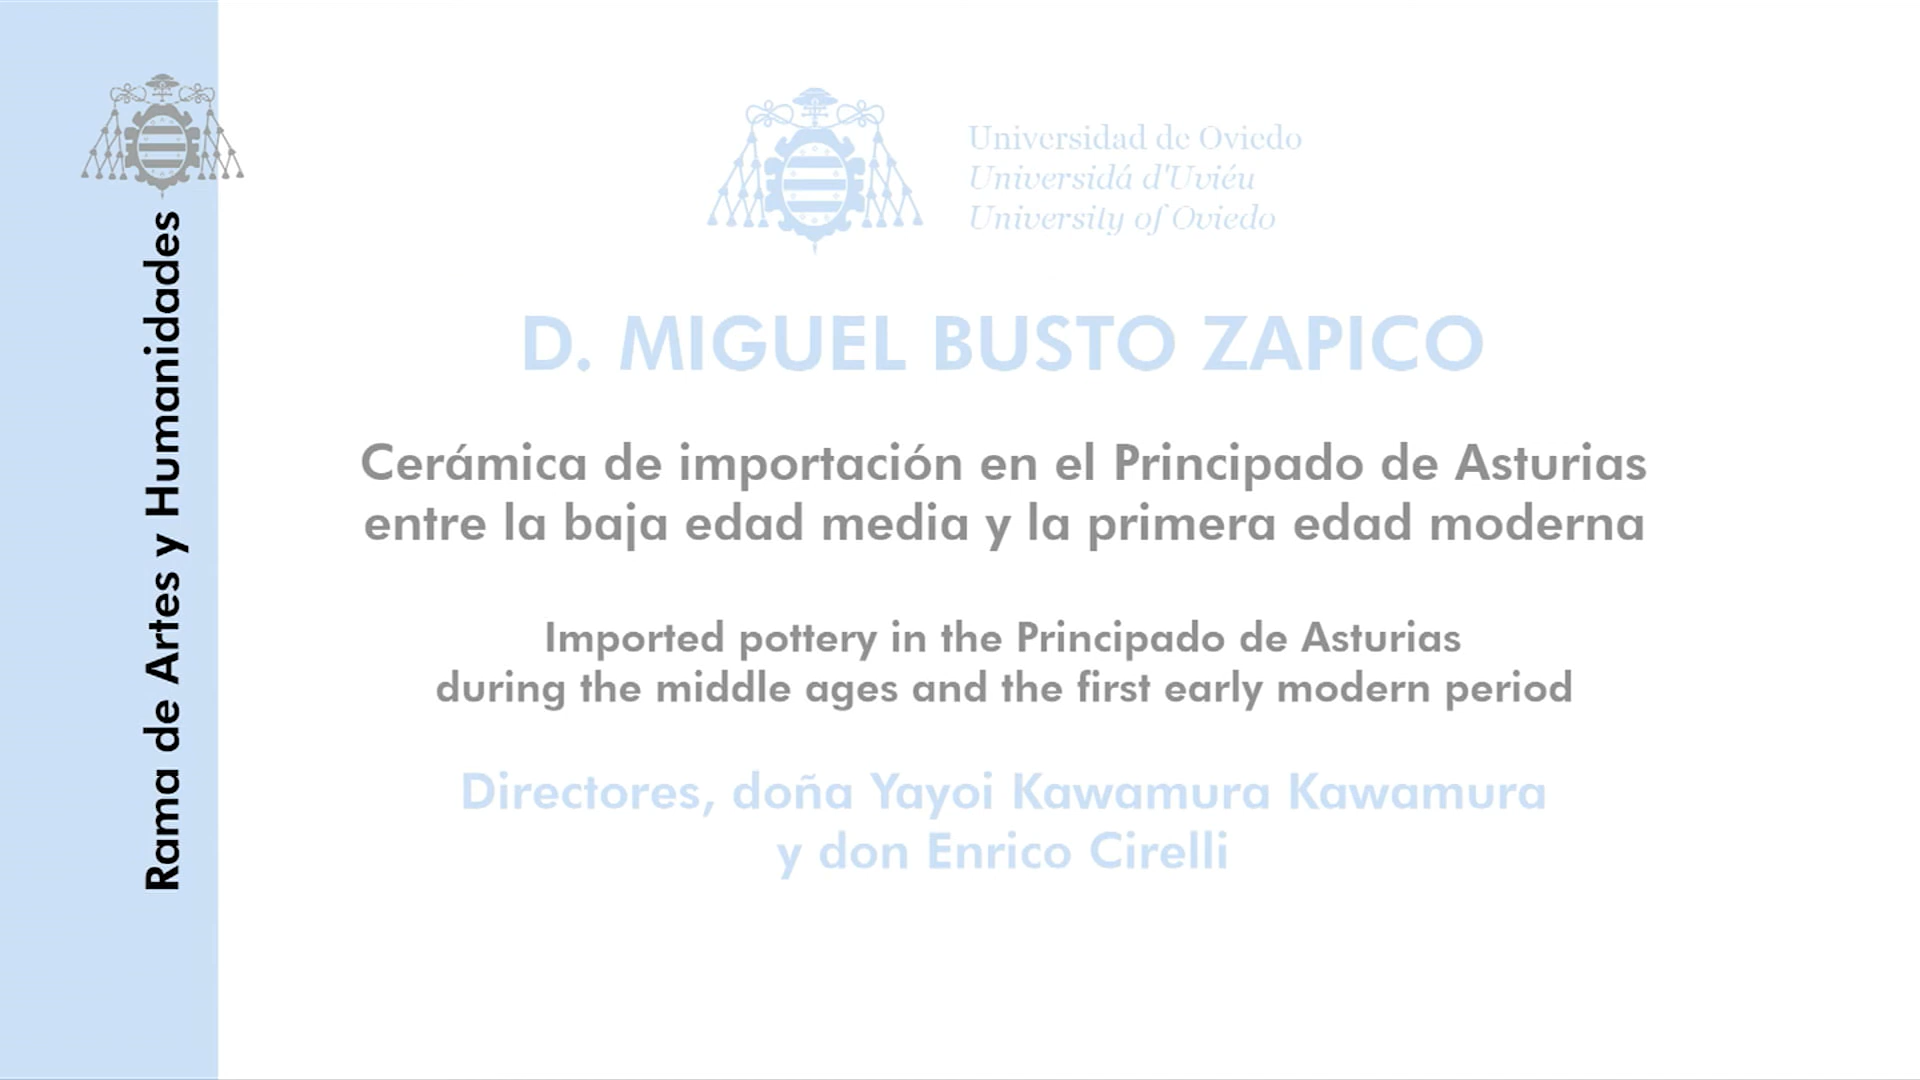 Rama de Artes y Humanidades
Universidad de Oviedo
Universidá d'Uviéu
University of Oviedo
D. MIGUEL BUSTO ZAPICO
Cerámica de importación en el Principado de Asturias
entre la baja edad media y la primera edad moderna
Imported pottery in the Principado de Asturias
during the middle ages and the first early modern period
Directores, doña Yayoi Kawamura Kawamura
y don Enrico Cirelli